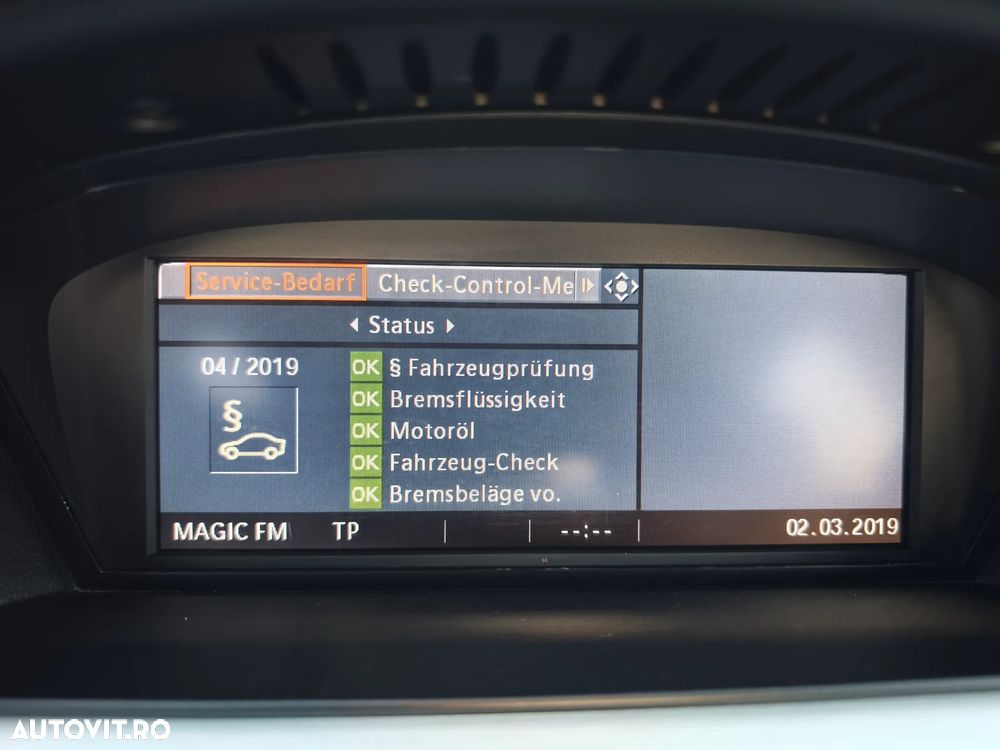 Service-Bedarf Check-Control-Me
Status
04 / 2019
§
OK § Fahrzeugprüfung
OK Bremsflüssigkeit
OK Motoröl
OK Fahrzeug-Check
OK Bremsbeläge vo.
MAGIC FM TP --:-- 02.03.2019
AUTOVIT.RO